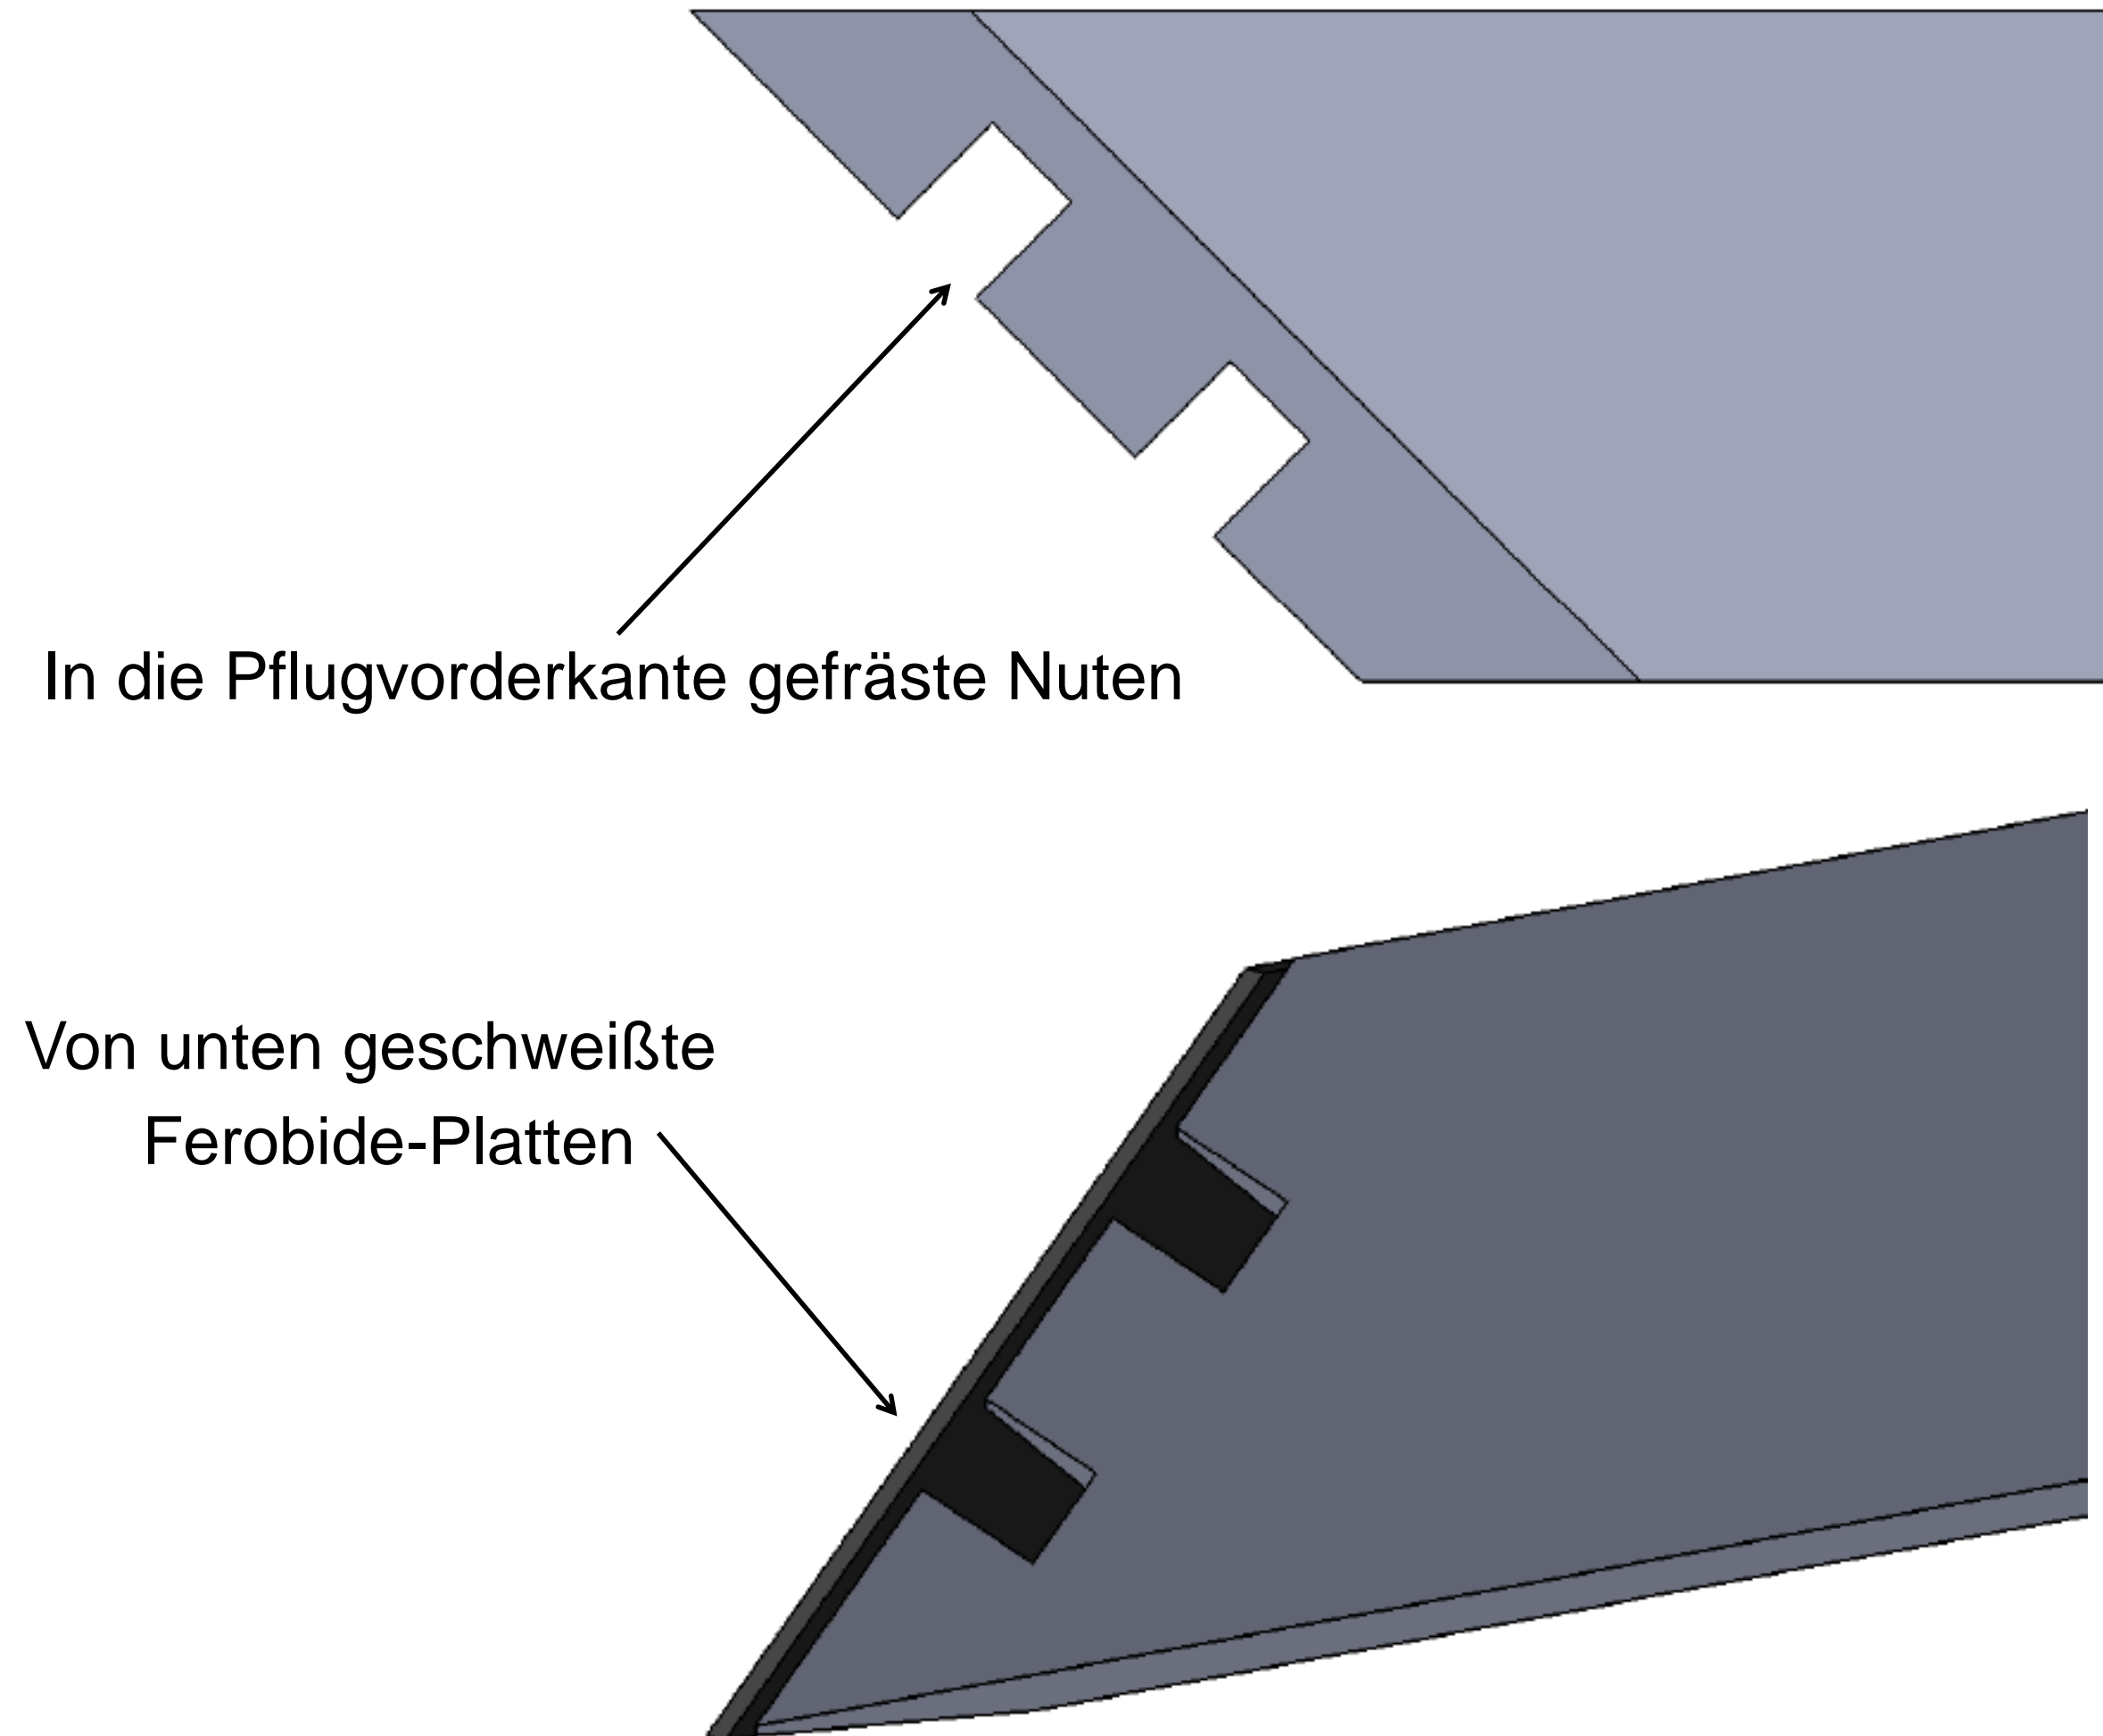 In die Pflugvorderkante gefräste Nuten
Von unten geschweißte
Ferobide-Platten